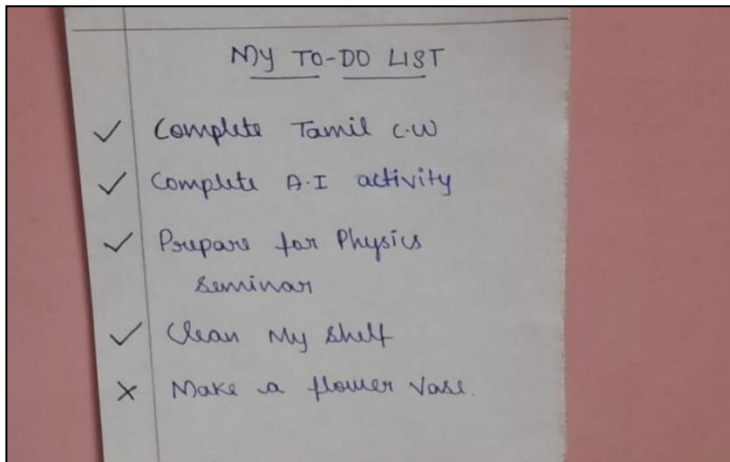 MY TO-DO LIST
✓ Complete Tamil C.W
✓ Complete A.I activity
✓ Prepare for Physics
Seminar
✓ Clean My shelf
✗ Make a flower Vase.